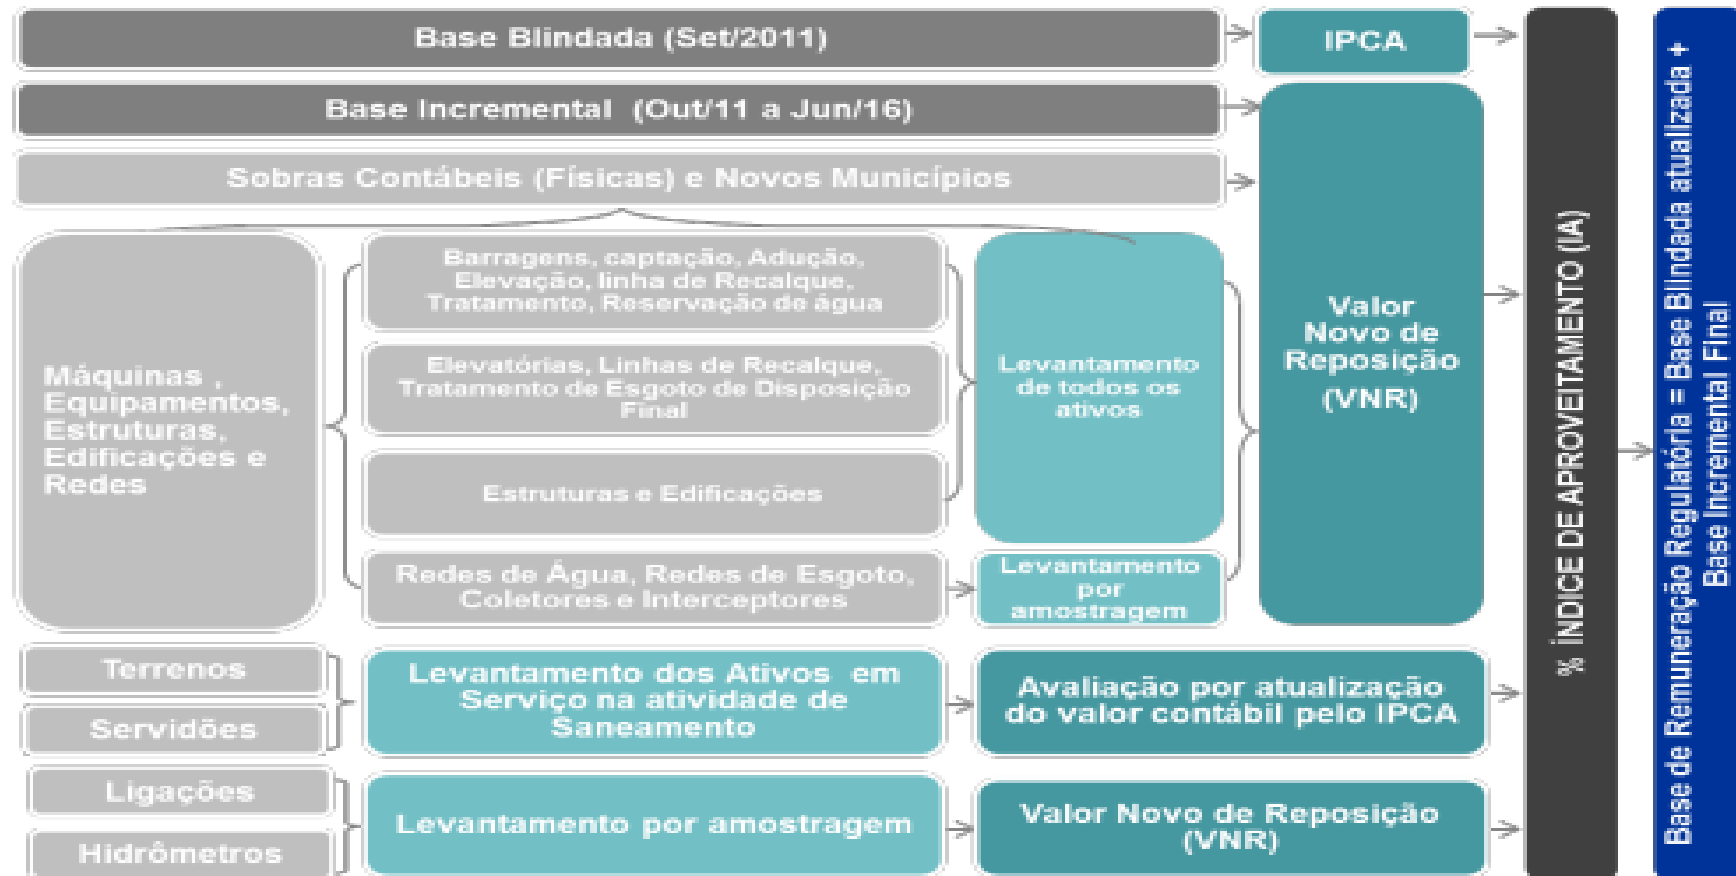 Base Blindada (Set/2011)
IPCA
Base Incremental  (Out/11 a Jun/16)
Sobras Contábeis (Físicas) e Novos Municípios
Máquinas ,
Equipamentos,
Estruturas,
Edificações e
Redes
Barragens, captação, Adução,
Elevação, linha de Recalque,
Tratamento, Reservação de água
Elevatórias, Linhas de Recalque,
Tratamento de Esgoto de Disposição
Final
Estruturas e Edificações
Redes de Água, Redes de Esgoto,
Coletores e Interceptores
Levantamento
de todos os
ativos
Levantamento
por
amostragem
Valor
Novo de
Reposição
(VNR)
Terrenos
Servidões
Levantamento dos Ativos  em
Serviço na atividade de
Saneamento
Avaliação por atualização
do valor contábil pelo IPCA
Ligações
Hidrômetros
Levantamento por amostragem
Valor Novo de Reposição
(VNR)
% ÍNDICE DE APROVEITAMENTO (IA)
Base de Remuneração Regulatória = Base Blindada atualizada +
Base Incremental Final